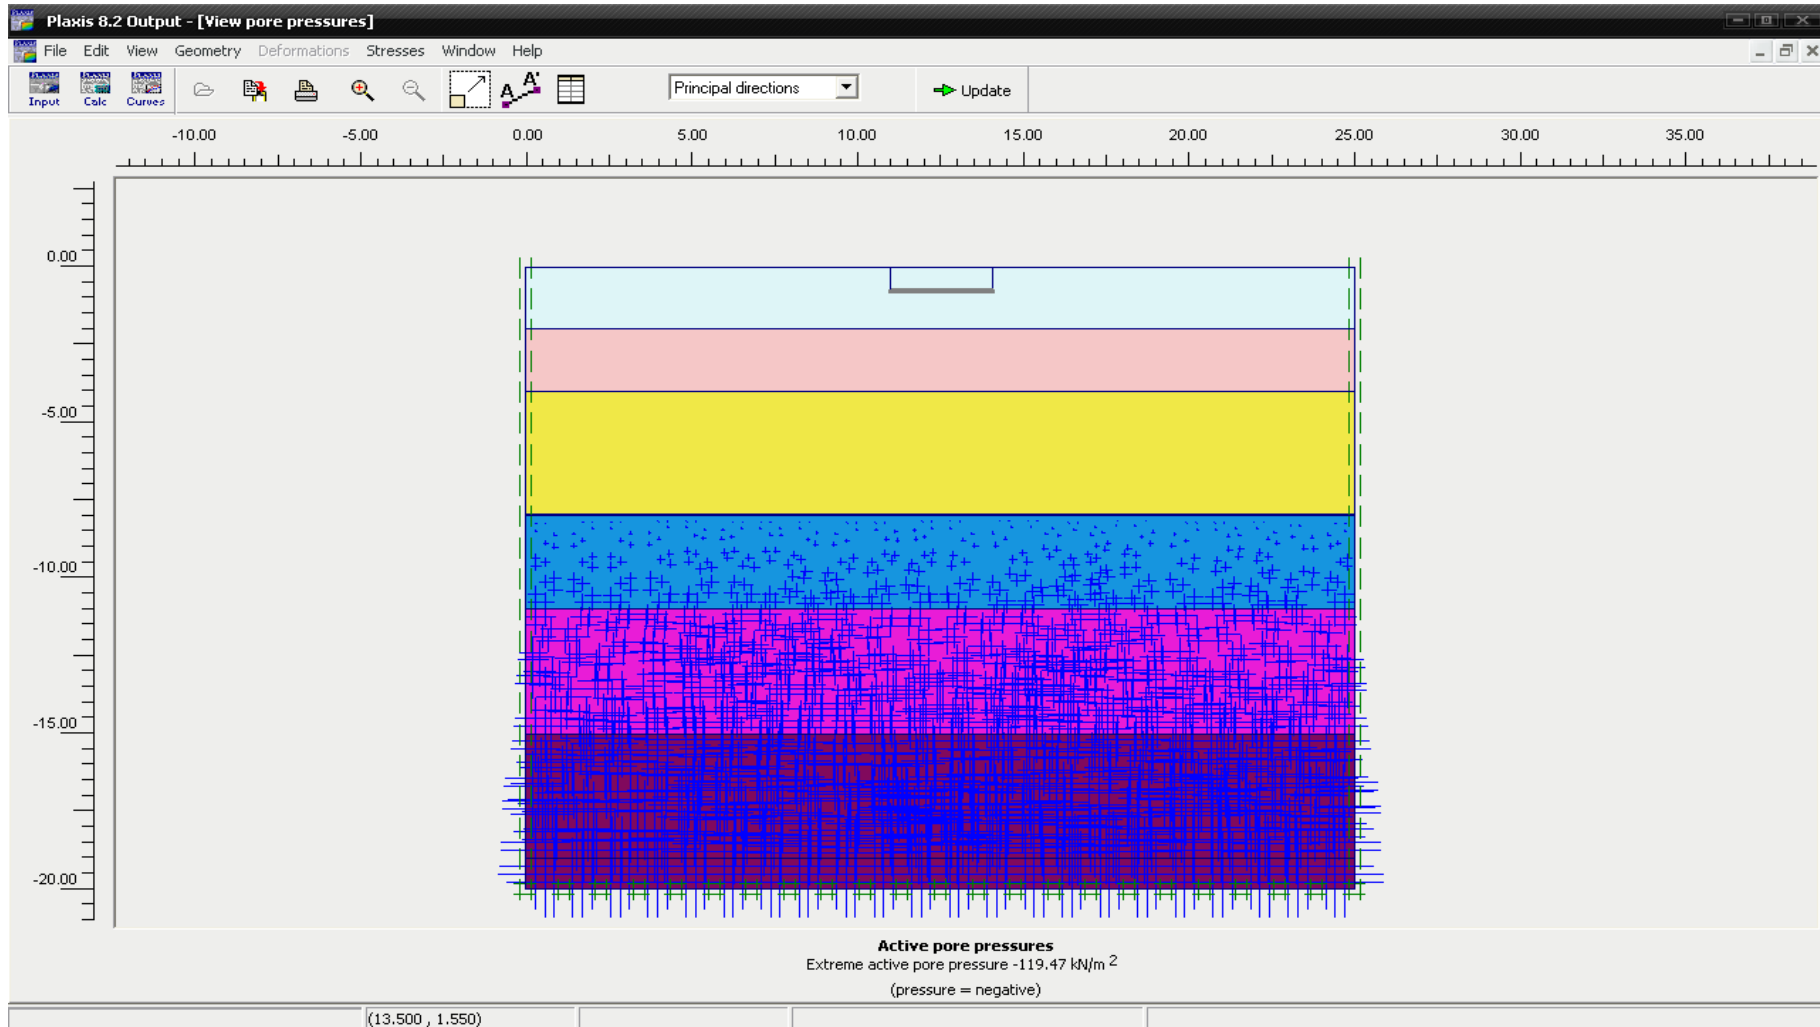 Plaxis 8.2 Output - [View pore pressures]
File Edit View Geometry Deformations Stresses Window Help
Input Calc Curves A A' Principal directions Update
-10.00 -5.00 0.00 5.00 10.00 15.00 20.00 25.00 30.00 35.00
0.00
-5.00
-10.00
-15.00
-20.00
Active pore pressures
Extreme active pore pressure -119.47 kN/m 2
(pressure = negative)
(13.500 , 1.550)